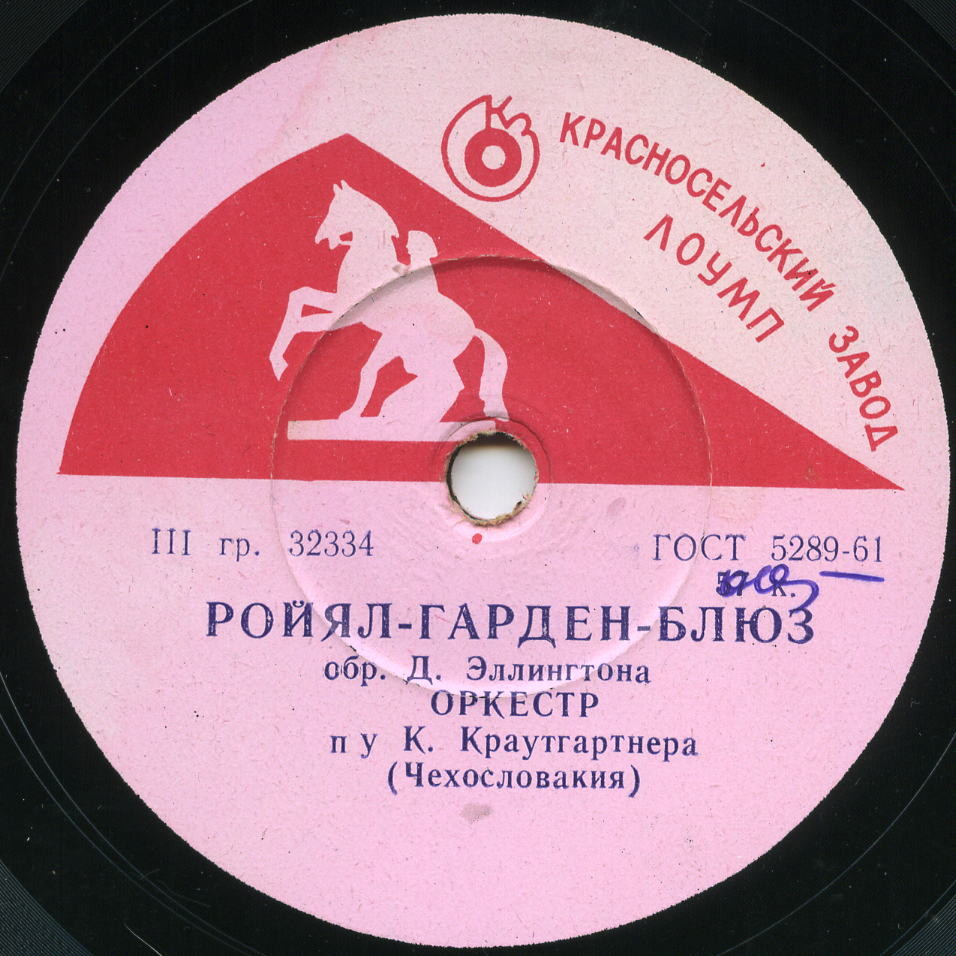 КРАСНОСЕЛЬСКИЙ ЗАВОД
ЛОУМП
III гр. 32334
ГОСТ 5289-61
к.
РОЙЯЛ-ГАРДЕН-БЛЮЗ
обр. Д. Эллингтона
ОРКЕСТР
п у К. Краутгартнера
(Чехословакия)